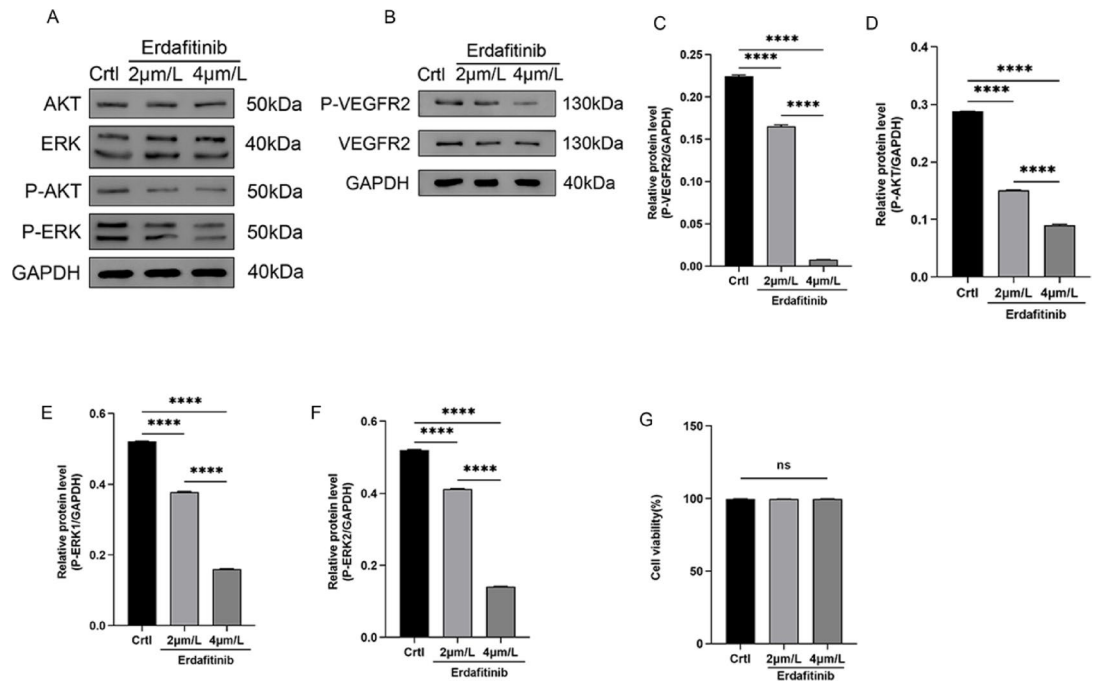 A
Erdafitinib
Crtl 2µm/L 4µm/L
AKT 50kDa
ERK 40kDa
P-AKT 50kDa
P-ERK 50kDa
GAPDH 40kDa
B
Erdafitinib
Crtl 2µm/L 4µm/L
P-VEGFR2 130kDa
VEGFR2 130kDa
GAPDH 40kDa
C
Relative protein level
(P-VEGFR2/GAPDH)
0.25
0.20
0.15
0.10
0.05
0.00
****
****
****
Crtl 2µm/L 4µm/L
Erdafitinib
D
Relative protein level
(P-AKT/GAPDH)
0.4
0.3
0.2
0.1
0.0
****
****
****
Crtl 2µm/L 4µm/L
Erdafitinib
E
Relative protein level
(P-ERK1/GAPDH)
0.6
0.4
0.2
0.0
****
****
****
Crtl 2µm/L 4µm/L
Erdafitinib
F
Relative protein level
(P-ERK2/GAPDH)
0.6
0.4
0.2
0.0
****
****
****
Crtl 2µm/L 4µm/L
Erdafitinib
G
Cell viability(%)
150
100
50
0
ns
Crtl 2µm/L 4µm/L
Erdafitinib